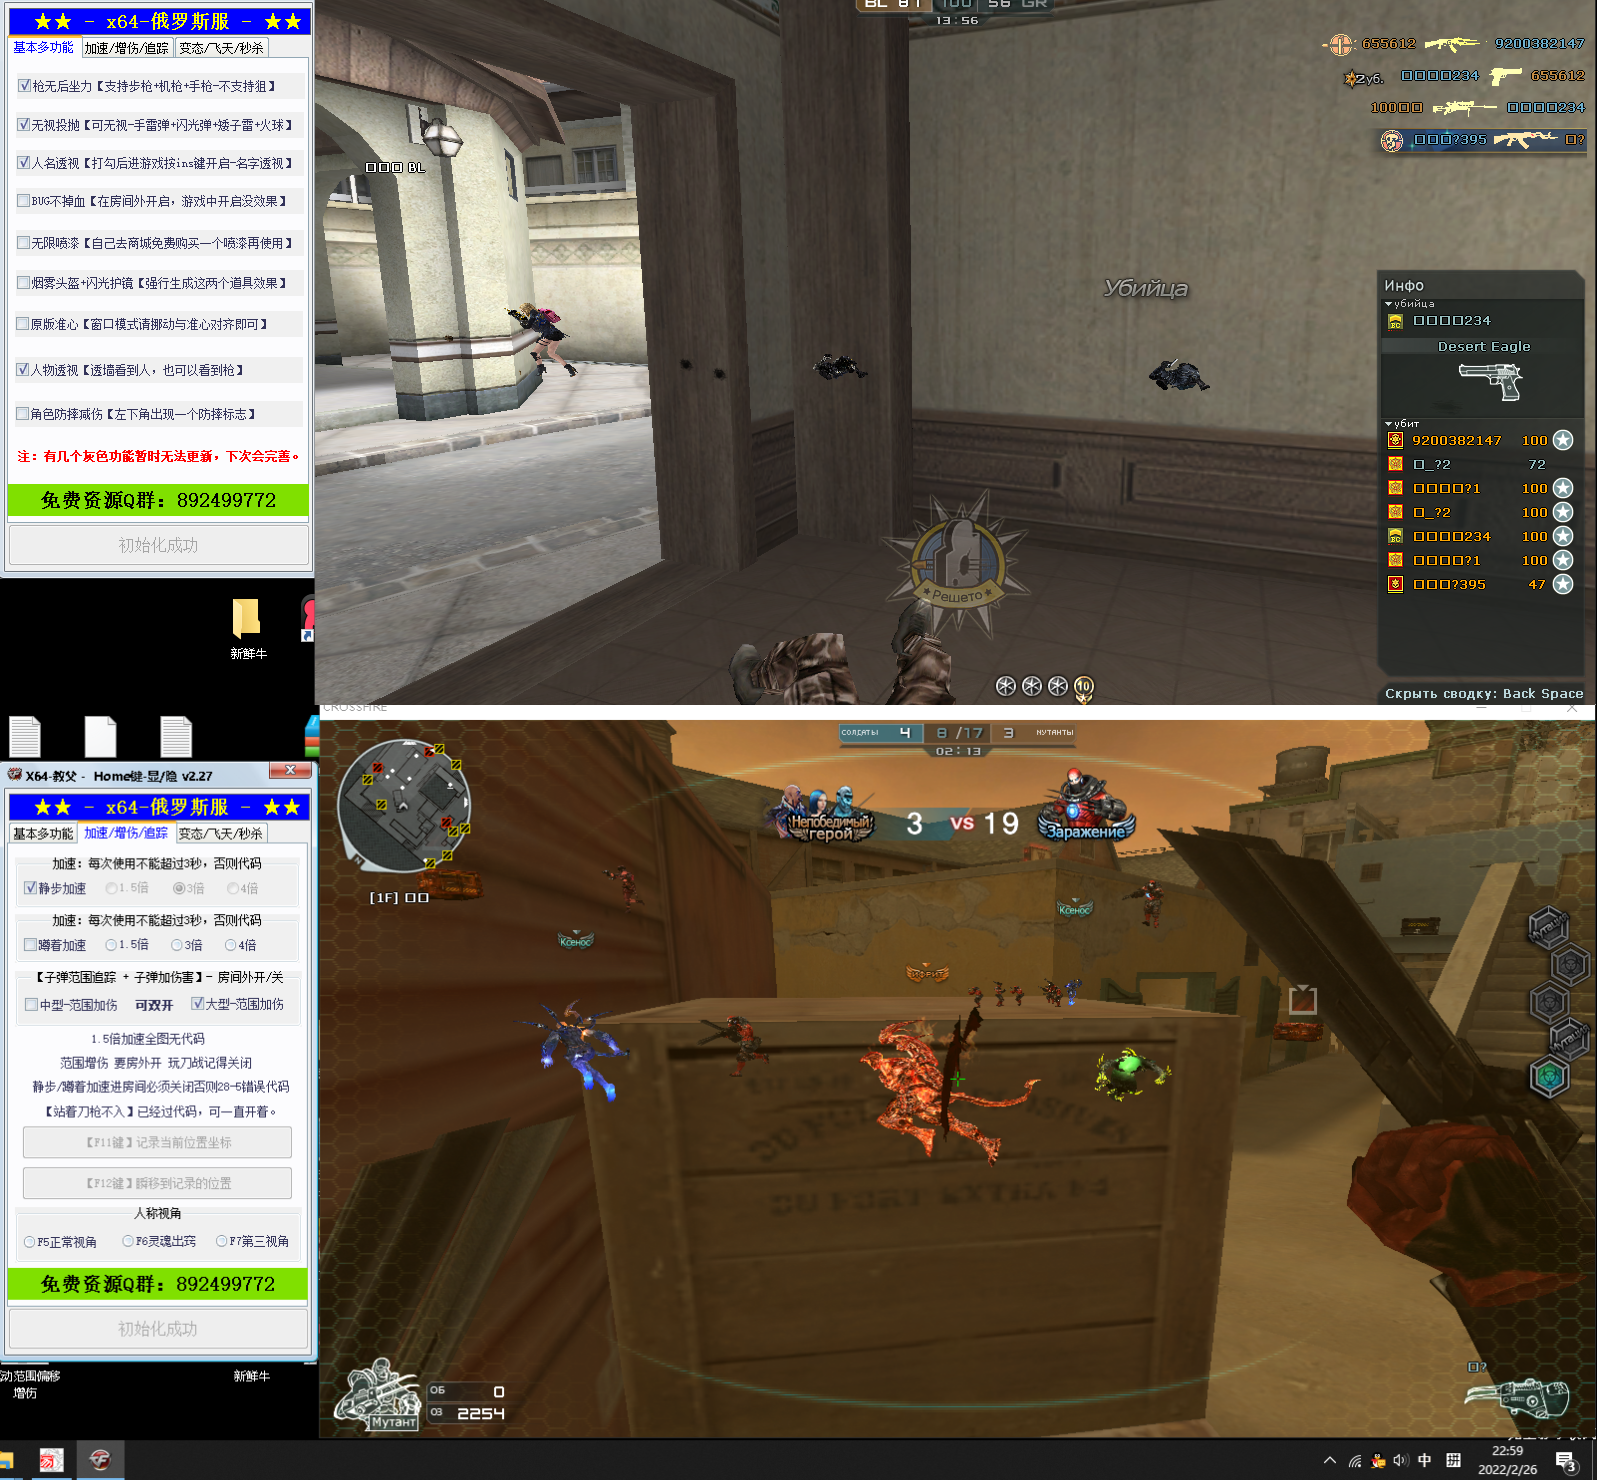 ★★ - x64-俄罗斯服 - ★★
基本多功能 加速/增伤/追踪 变态/飞天/秒杀
枪无后坐力【支持步枪+机枪+手枪-不支持狙】
无视投抛【可无视-手雷弹+闪光弹+矮子雷+火球】
人名透视【打勾后进游戏按ins键开启-名字透视】
BUG不掉血【在房间外开启，游戏中开启没效果】
无限喷漆【自己去商城免费购买一个喷漆再使用】
烟雾头盔+闪光护镜【强行生成这两个道具效果】
原版准心【窗口模式请挪动与准心对齐即可】
人物透视【透墙看到人，也可以看到枪】
角色防摔减伤【左下角出现一个防摔标志】
注：有几个灰色功能暂时无法更新，下次会完善。
免费资源Q群：892499772
初始化成功
新鲜牛
BL 81 100 56 GR
13:56
655612 9200382147
2уб. □□□□234 655612
100□□ □□□□234
□□□?395 □?
□□□ BL
Убийца
Решето
10
Инфо
убийца
□□□□234
Desert Eagle
убит
9200382147 100
□_?2 72
□□□□?1 100
□_?2 100
□□□□234 100
□□□□?1 100
□□□?395 47
Скрыть сводку: Back Space
CROSSFIRE
X64-教父 - Home键-显/隐 v2.27
★★ - x64-俄罗斯服 - ★★
基本多功能 加速/增伤/追踪 变态/飞天/秒杀
加速：每次使用不能超过3秒，否则代码
静步加速 1.5倍 3倍 4倍
加速：每次使用不能超过3秒，否则代码
蹲着加速 1.5倍 3倍 4倍
【子弹范围追踪 + 子弹加伤害】- 房间外开/关
中型-范围加伤 可双开 大型-范围加伤
1.5倍加速全图无代码
范围增伤 要房外开 玩刀战记得关闭
静步/蹲着加速进房间必须关闭否则28-5错误代码
【站着刀枪不入】已经过代码，可一直开着。
【F11键】记录当前位置坐标
【F12键】瞬移到记录的位置
人称视角
F5正常视角 F6灵魂出窍 F7第三视角
免费资源Q群：892499772
初始化成功
动范围偏移
增伤
新鲜牛
СОЛДАТЫ 4 8 /17 3 МУТАНТЫ
02:13
Непобедимый герой 3 VS 19 Заражение
N
[1F] □□
Ксенос
Ксенос
ИФРИТ
Мутант
ОБ 0
ОЗ 2254
□?
中
22:59
2022/2/26
3